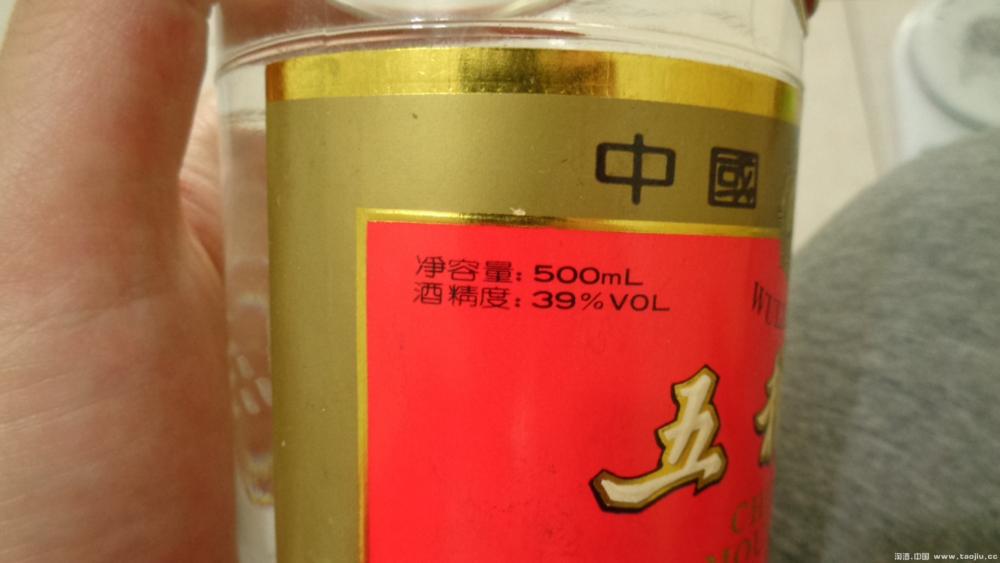 中國
净容量: 500mL
酒精度: 39%VOL
五
淘酒.中国 www.taojiu.cc